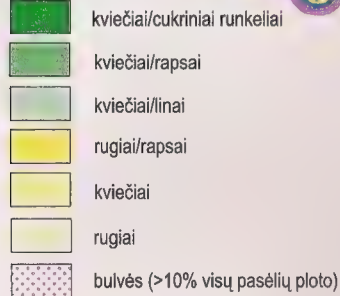 kviečiai/cukriniai runkeliai
kviečiai/rapsai
kviečiai/linai
rugiai/rapsai
kviečiai
rugiai
bulvės (>10% visų pasėlių ploto)